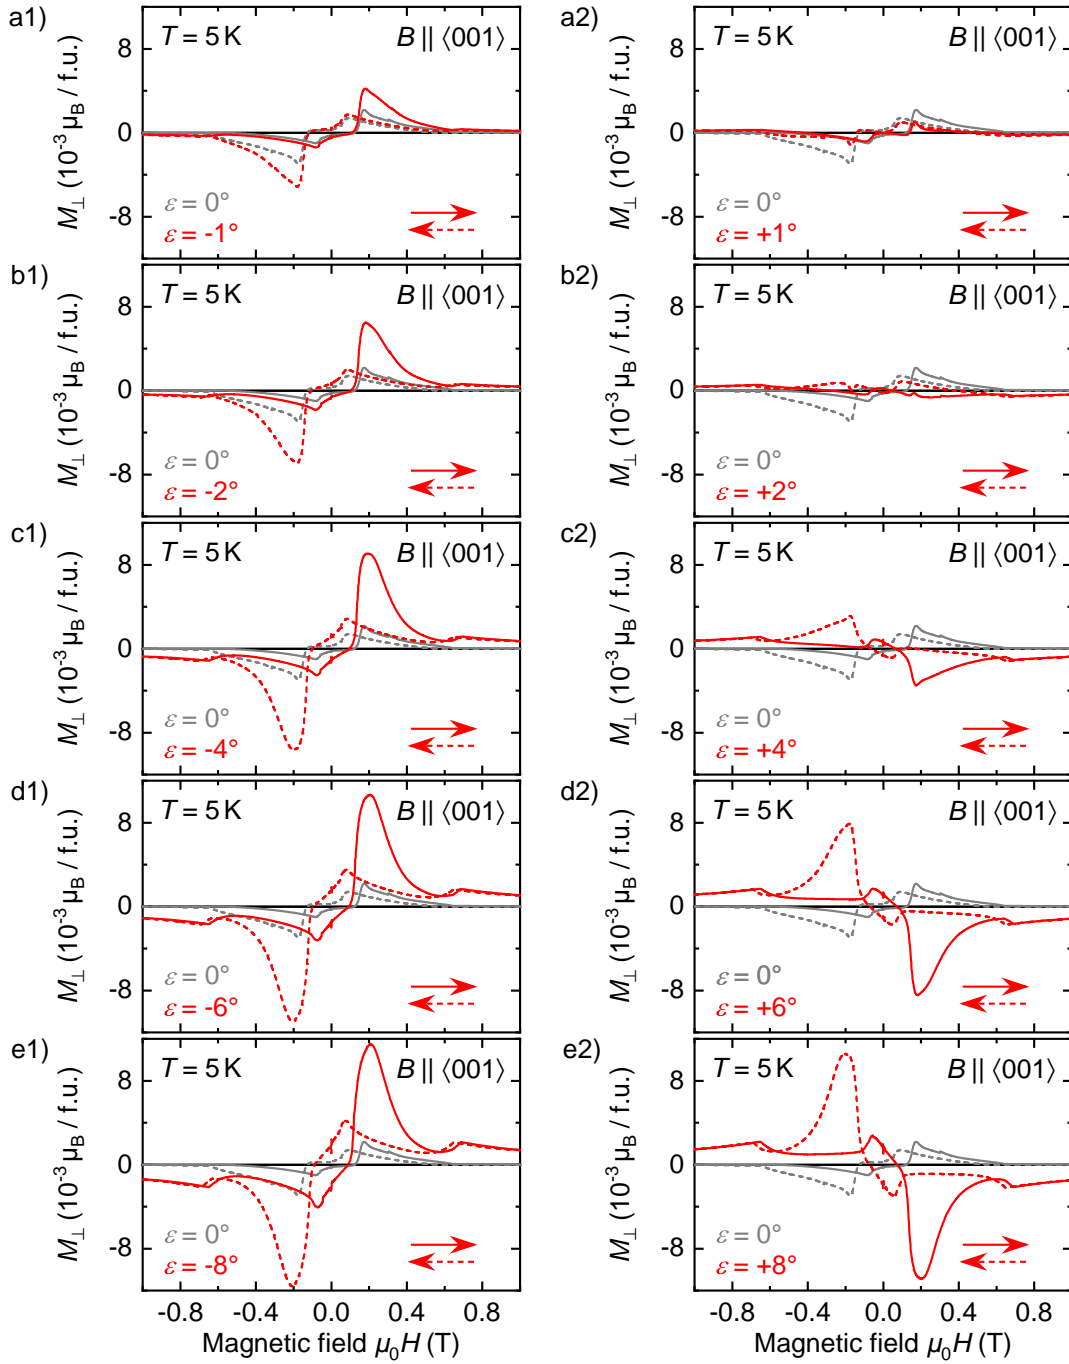 a1)
T = 5 K
B || ⟨001⟩
8
0
-8
M⊥ (10⁻³ μB / f.u.)
ε = 0°
ε = -1°
a2)
T = 5 K
B || ⟨001⟩
8
0
-8
M⊥ (10⁻³ μB / f.u.)
ε = 0°
ε = +1°
b1)
T = 5 K
B || ⟨001⟩
8
0
-8
M⊥ (10⁻³ μB / f.u.)
ε = 0°
ε = -2°
b2)
T = 5 K
B || ⟨001⟩
8
0
-8
M⊥ (10⁻³ μB / f.u.)
ε = 0°
ε = +2°
c1)
T = 5 K
B || ⟨001⟩
8
0
-8
M⊥ (10⁻³ μB / f.u.)
ε = 0°
ε = -4°
c2)
T = 5 K
B || ⟨001⟩
8
0
-8
M⊥ (10⁻³ μB / f.u.)
ε = 0°
ε = +4°
d1)
T = 5 K
B || ⟨001⟩
8
0
-8
M⊥ (10⁻³ μB / f.u.)
ε = 0°
ε = -6°
d2)
T = 5 K
B || ⟨001⟩
8
0
-8
M⊥ (10⁻³ μB / f.u.)
ε = 0°
ε = +6°
e1)
T = 5 K
B || ⟨001⟩
8
0
-8
M⊥ (10⁻³ μB / f.u.)
ε = 0°
ε = -8°
-0.8 -0.4 0.0 0.4 0.8
Magnetic field μ₀H (T)
e2)
T = 5 K
B || ⟨001⟩
8
0
-8
M⊥ (10⁻³ μB / f.u.)
ε = 0°
ε = +8°
-0.8 -0.4 0.0 0.4 0.8
Magnetic field μ₀H (T)